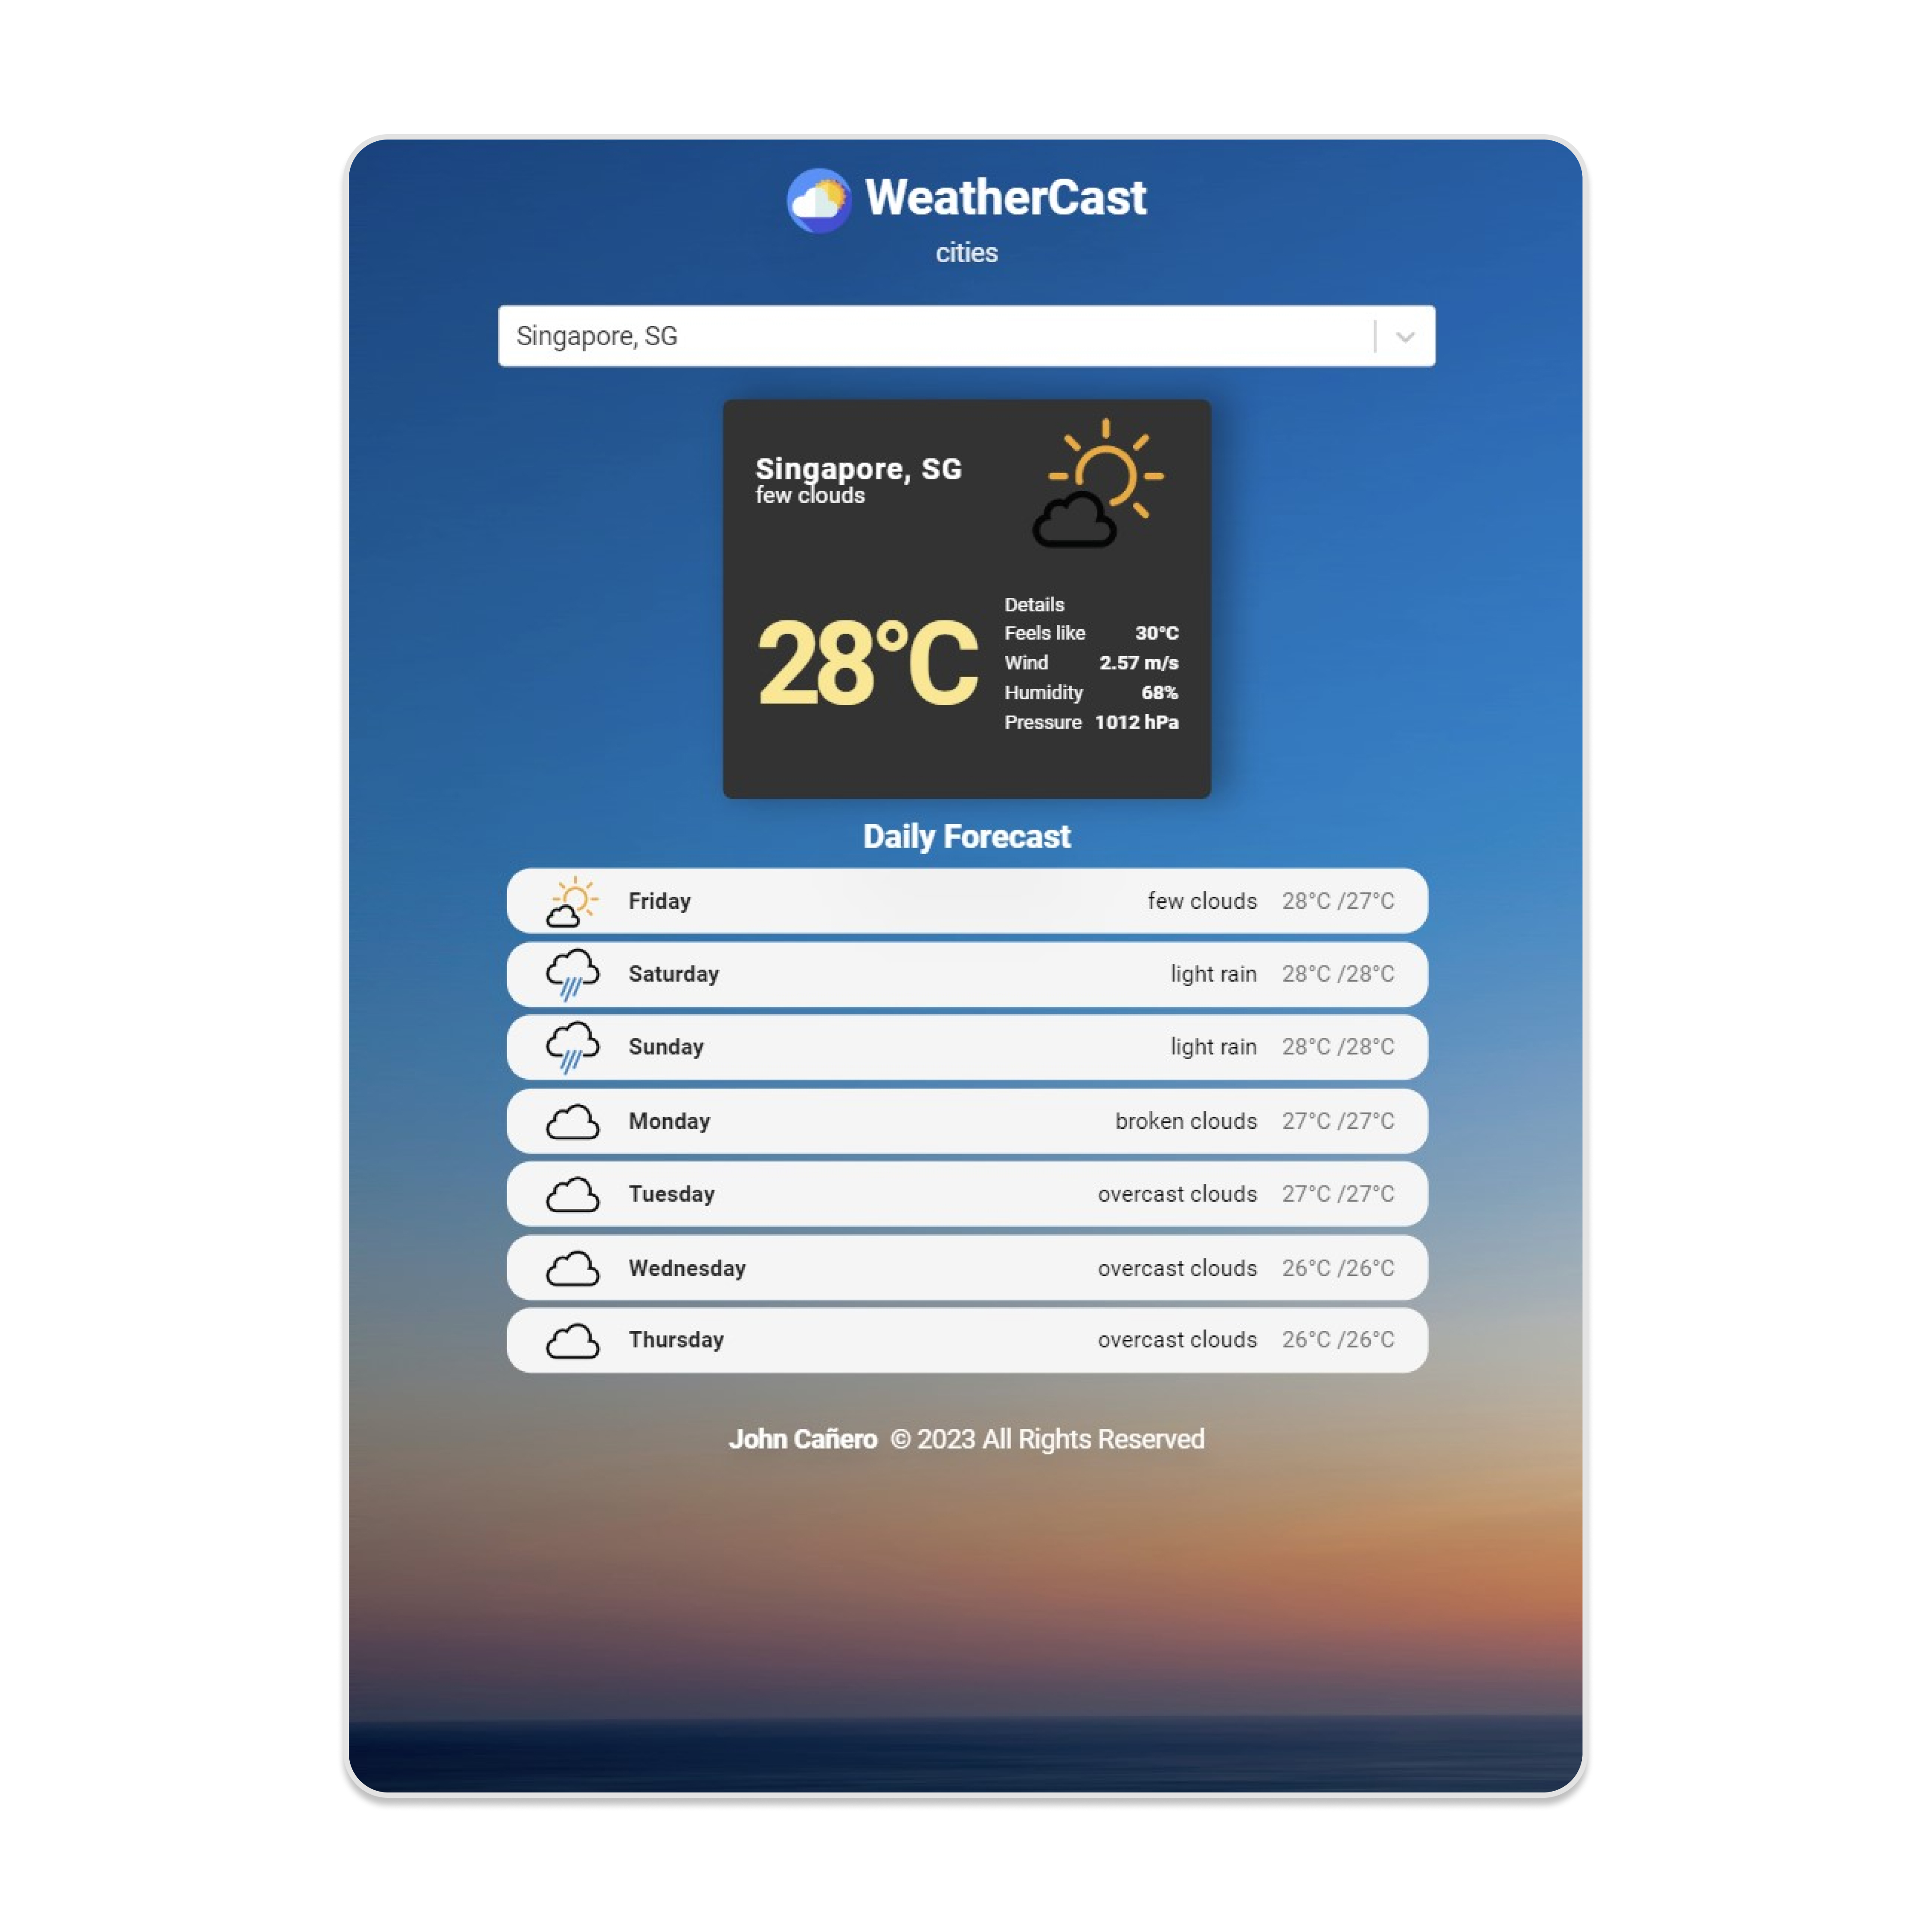 WeatherCast
cities
Singapore, SG
Singapore, SG
few clouds
28°C
Details
Feels like 30°C
Wind 2.57 m/s
Humidity 68%
Pressure 1012 hPa
Daily Forecast
Friday few clouds 28°C /27°C
Saturday light rain 28°C /28°C
Sunday light rain 28°C /28°C
Monday broken clouds 27°C /27°C
Tuesday overcast clouds 27°C /27°C
Wednesday overcast clouds 26°C /26°C
Thursday overcast clouds 26°C /26°C
John Cañero © 2023 All Rights Reserved